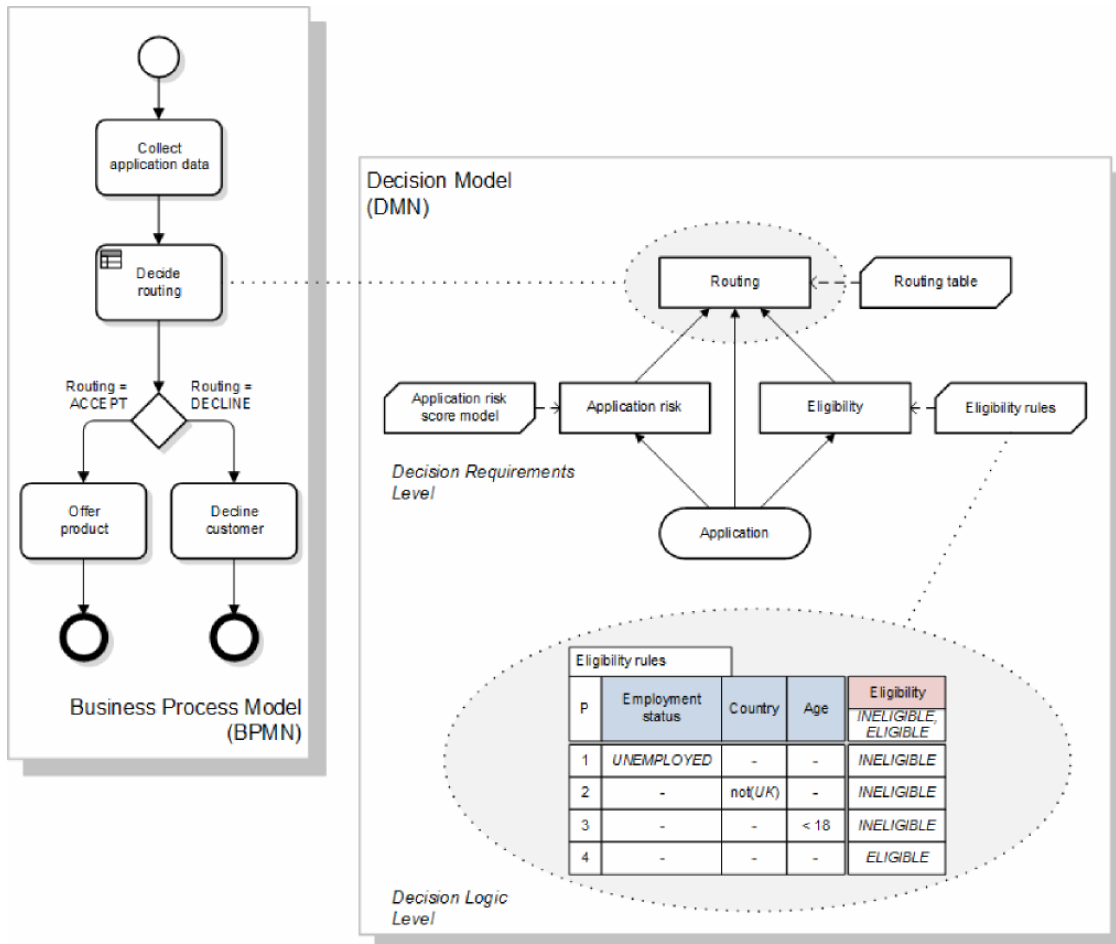 Collect
application data
Decide
routing
Routing =
ACCEPT
Routing =
DECLINE
Offer
product
Decline
customer
Business Process Model
(BPMN)
Decision Model
(DMN)
Routing
Routing table
Application risk
score model
Application risk
Eligibility
Eligibility rules
Decision Requirements
Level
Application
Eligibility rules
P Employment status Country Age Eligibility
INELIGIBLE,
ELIGIBLE
1 UNEMPLOYED - - INELIGIBLE
2 - not(UK) - INELIGIBLE
3 - - < 18 INELIGIBLE
4 - - - ELIGIBLE
Decision Logic
Level